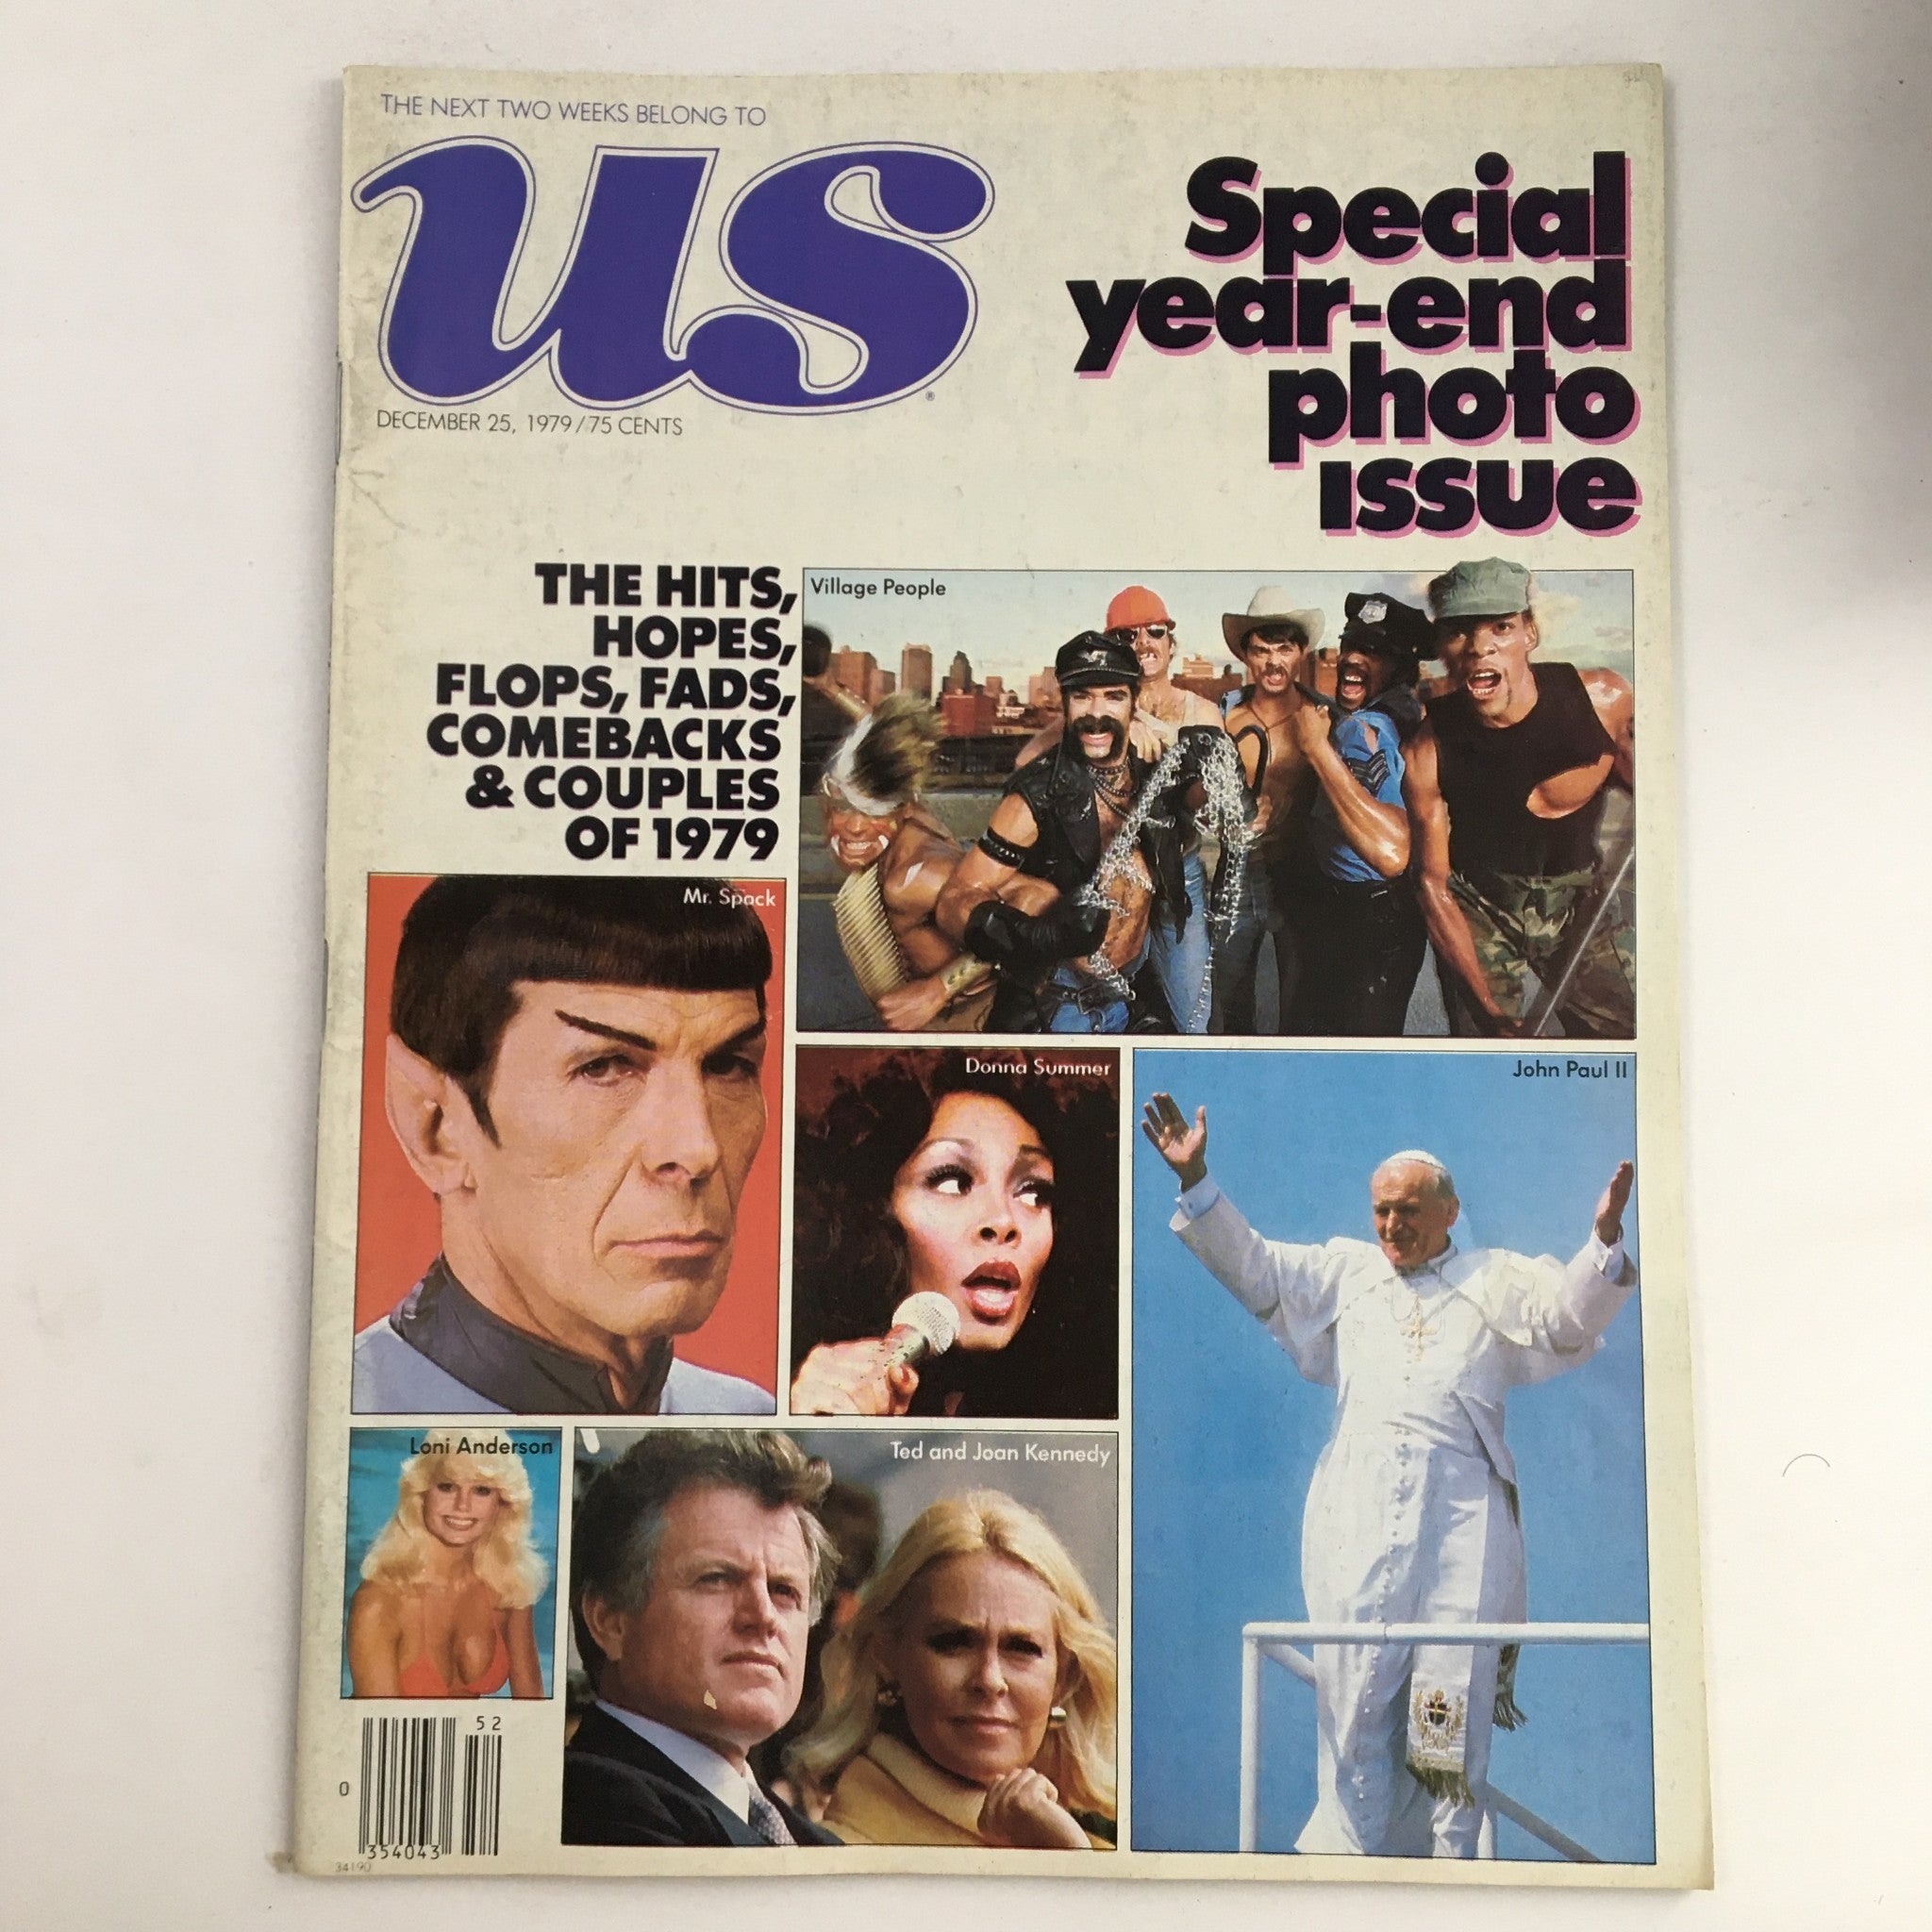 THE NEXT TWO WEEKS BELONG TO
us®
DECEMBER 25, 1979/75 CENTS
Special
year-end
photo
issue
THE HITS,
HOPES,
FLOPS, FADS,
COMEBACKS
& COUPLES
OF 1979
Village People
Mr. Spock
Donna Summer
John Paul II
Loni Anderson
Ted and Joan Kennedy
52
0
354043
34190